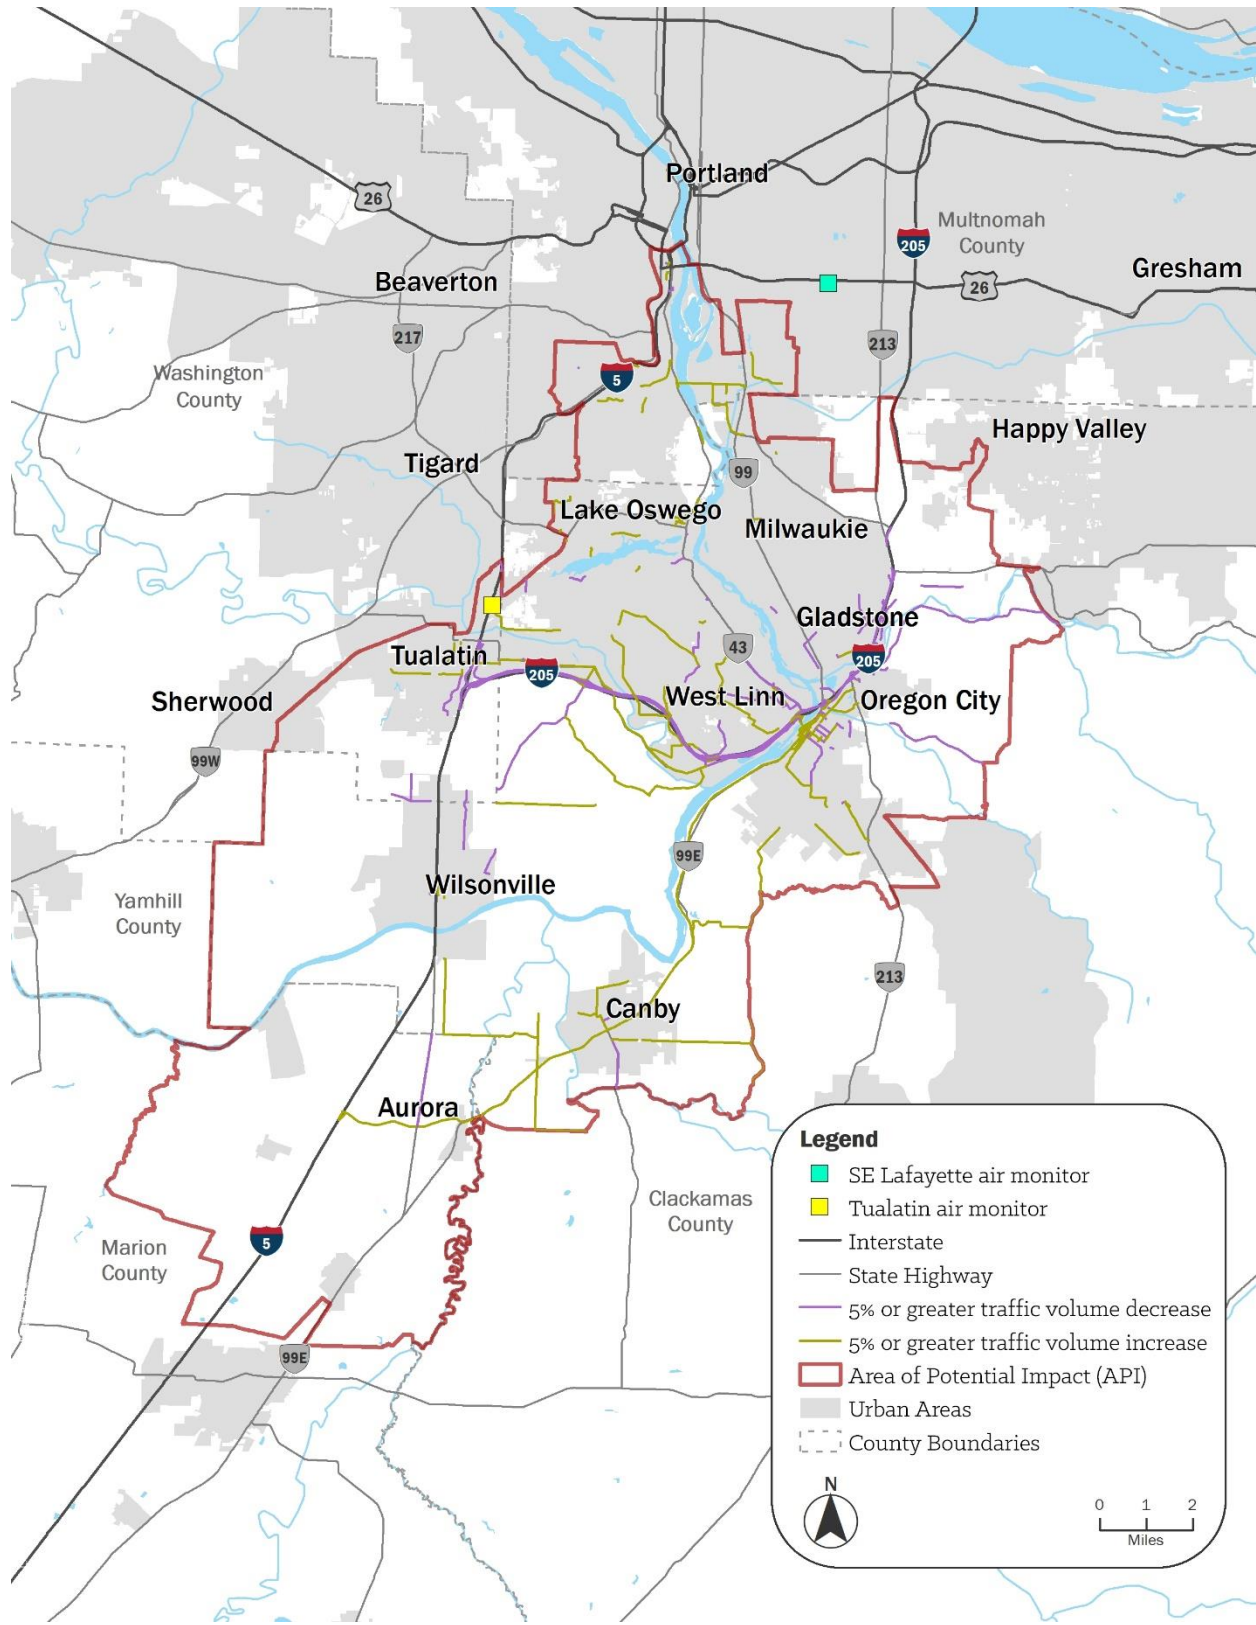 Portland
26
Multnomah
County
205
Gresham
Beaverton
26
217
213
Washington
County
5
Happy Valley
Tigard
99
Lake Oswego
Milwaukie
Gladstone
43
Tualatin
205
205
Sherwood
West Linn
Oregon City
99W
99E
Wilsonville
Yamhill
County
213
Canby
Aurora
Clackamas
County
Marion
County
5
99E
Legend
SE Lafayette air monitor
Tualatin air monitor
Interstate
State Highway
5% or greater traffic volume decrease
5% or greater traffic volume increase
Area of Potential Impact (API)
Urban Areas
County Boundaries
N
0 1 2
Miles